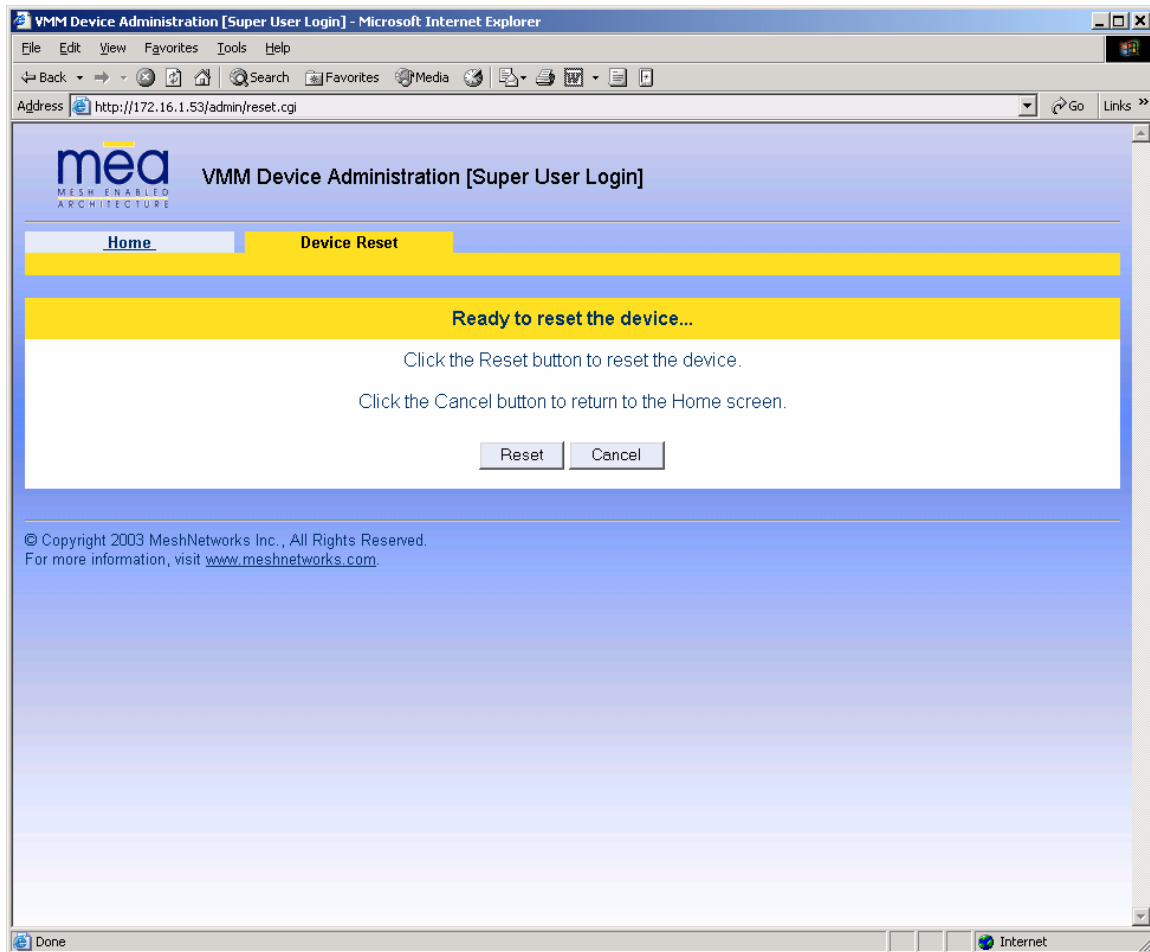 VMM Device Administration [Super User Login] - Microsoft Internet Explorer
File Edit View Favorites Tools Help
Back Search Favorites Media
Address http://172.16.1.53/admin/reset.cgi Go Links »
mēa
MESH ENABLED
ARCHITECTURE
VMM Device Administration [Super User Login]
Home Device Reset
Ready to reset the device...
Click the Reset button to reset the device.
Click the Cancel button to return to the Home screen.
Reset Cancel
© Copyright 2003 MeshNetworks Inc., All Rights Reserved.
For more information, visit www.meshnetworks.com.
Done Internet